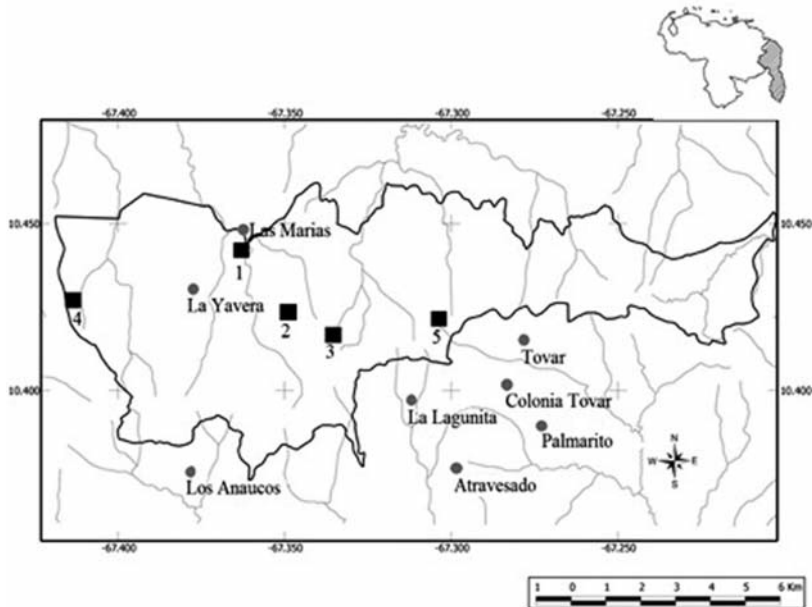 -67.400 -67.350 -67.300 -67.250
10.450 10.450
Las Marias
1
La Yavera
4
2
3
5
Tovar
10.400 10.400
Colonia Tovar
La Lagunita
Palmarito
N
W E
S
Los Anaucos
Atravesado
-67.400 -67.350 -67.300 -67.250
1 0 1 2 3 4 5 6 Km